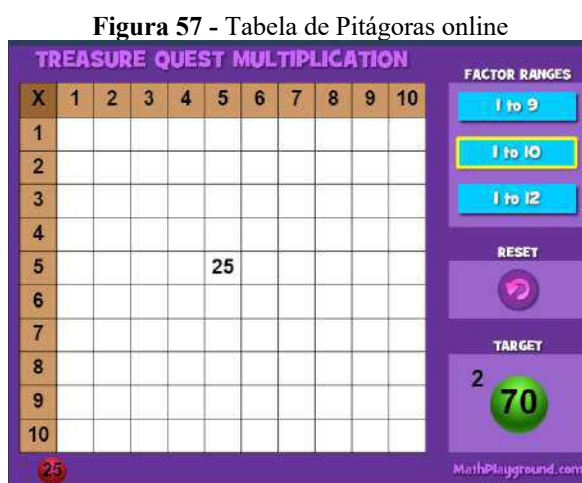 Figura 57 - Tabela de Pitágoras online
TREASURE QUEST MULTIPLICATION
X 1 2 3 4 5 6 7 8 9 10
1
2
3
4
5 25
6
7
8
9
10
25
FACTOR RANGES
1 to 9
1 to 10
1 to 12
RESET
TARGET
2 70
MathPlayground.com